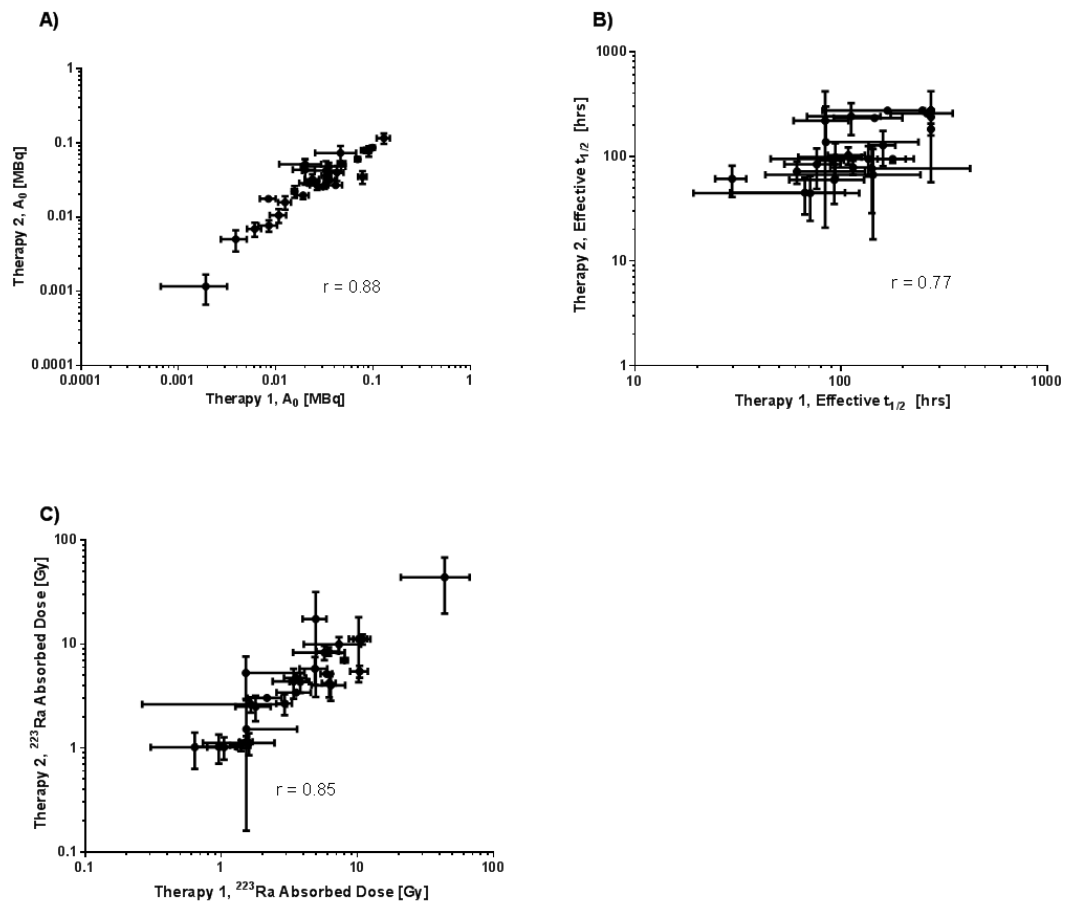 A)
Therapy 2, A0 [MBq]
1
0.1
0.01
0.001
0.0001
r = 0.88
0.0001 0.001 0.01 0.1 1
Therapy 1, A0 [MBq]
B)
Therapy 2, Effective t1/2 [hrs]
1000
100
10
1
r = 0.77
10 100 1000
Therapy 1, Effective t1/2 [hrs]
C)
Therapy 2, 223Ra Absorbed Dose [Gy]
100
10
1
0.1
r = 0.85
0.1 1 10 100
Therapy 1, 223Ra Absorbed Dose [Gy]